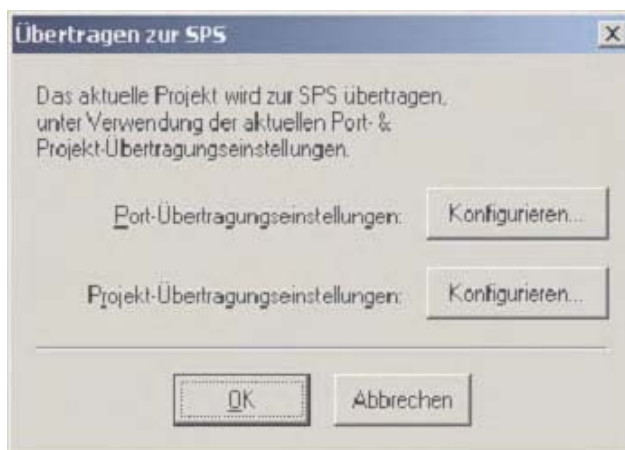 Übertragen zur SPS
Das aktuelle Projekt wird zur SPS übertragen,
unter Verwendung der aktuellen Port- &
Projekt-Übertragungseinstellungen.
Port-Übertragungseinstellungen:
Konfigurieren...
Projekt-Übertragungseinstellungen:
Konfigurieren...
OK
Abbrechen